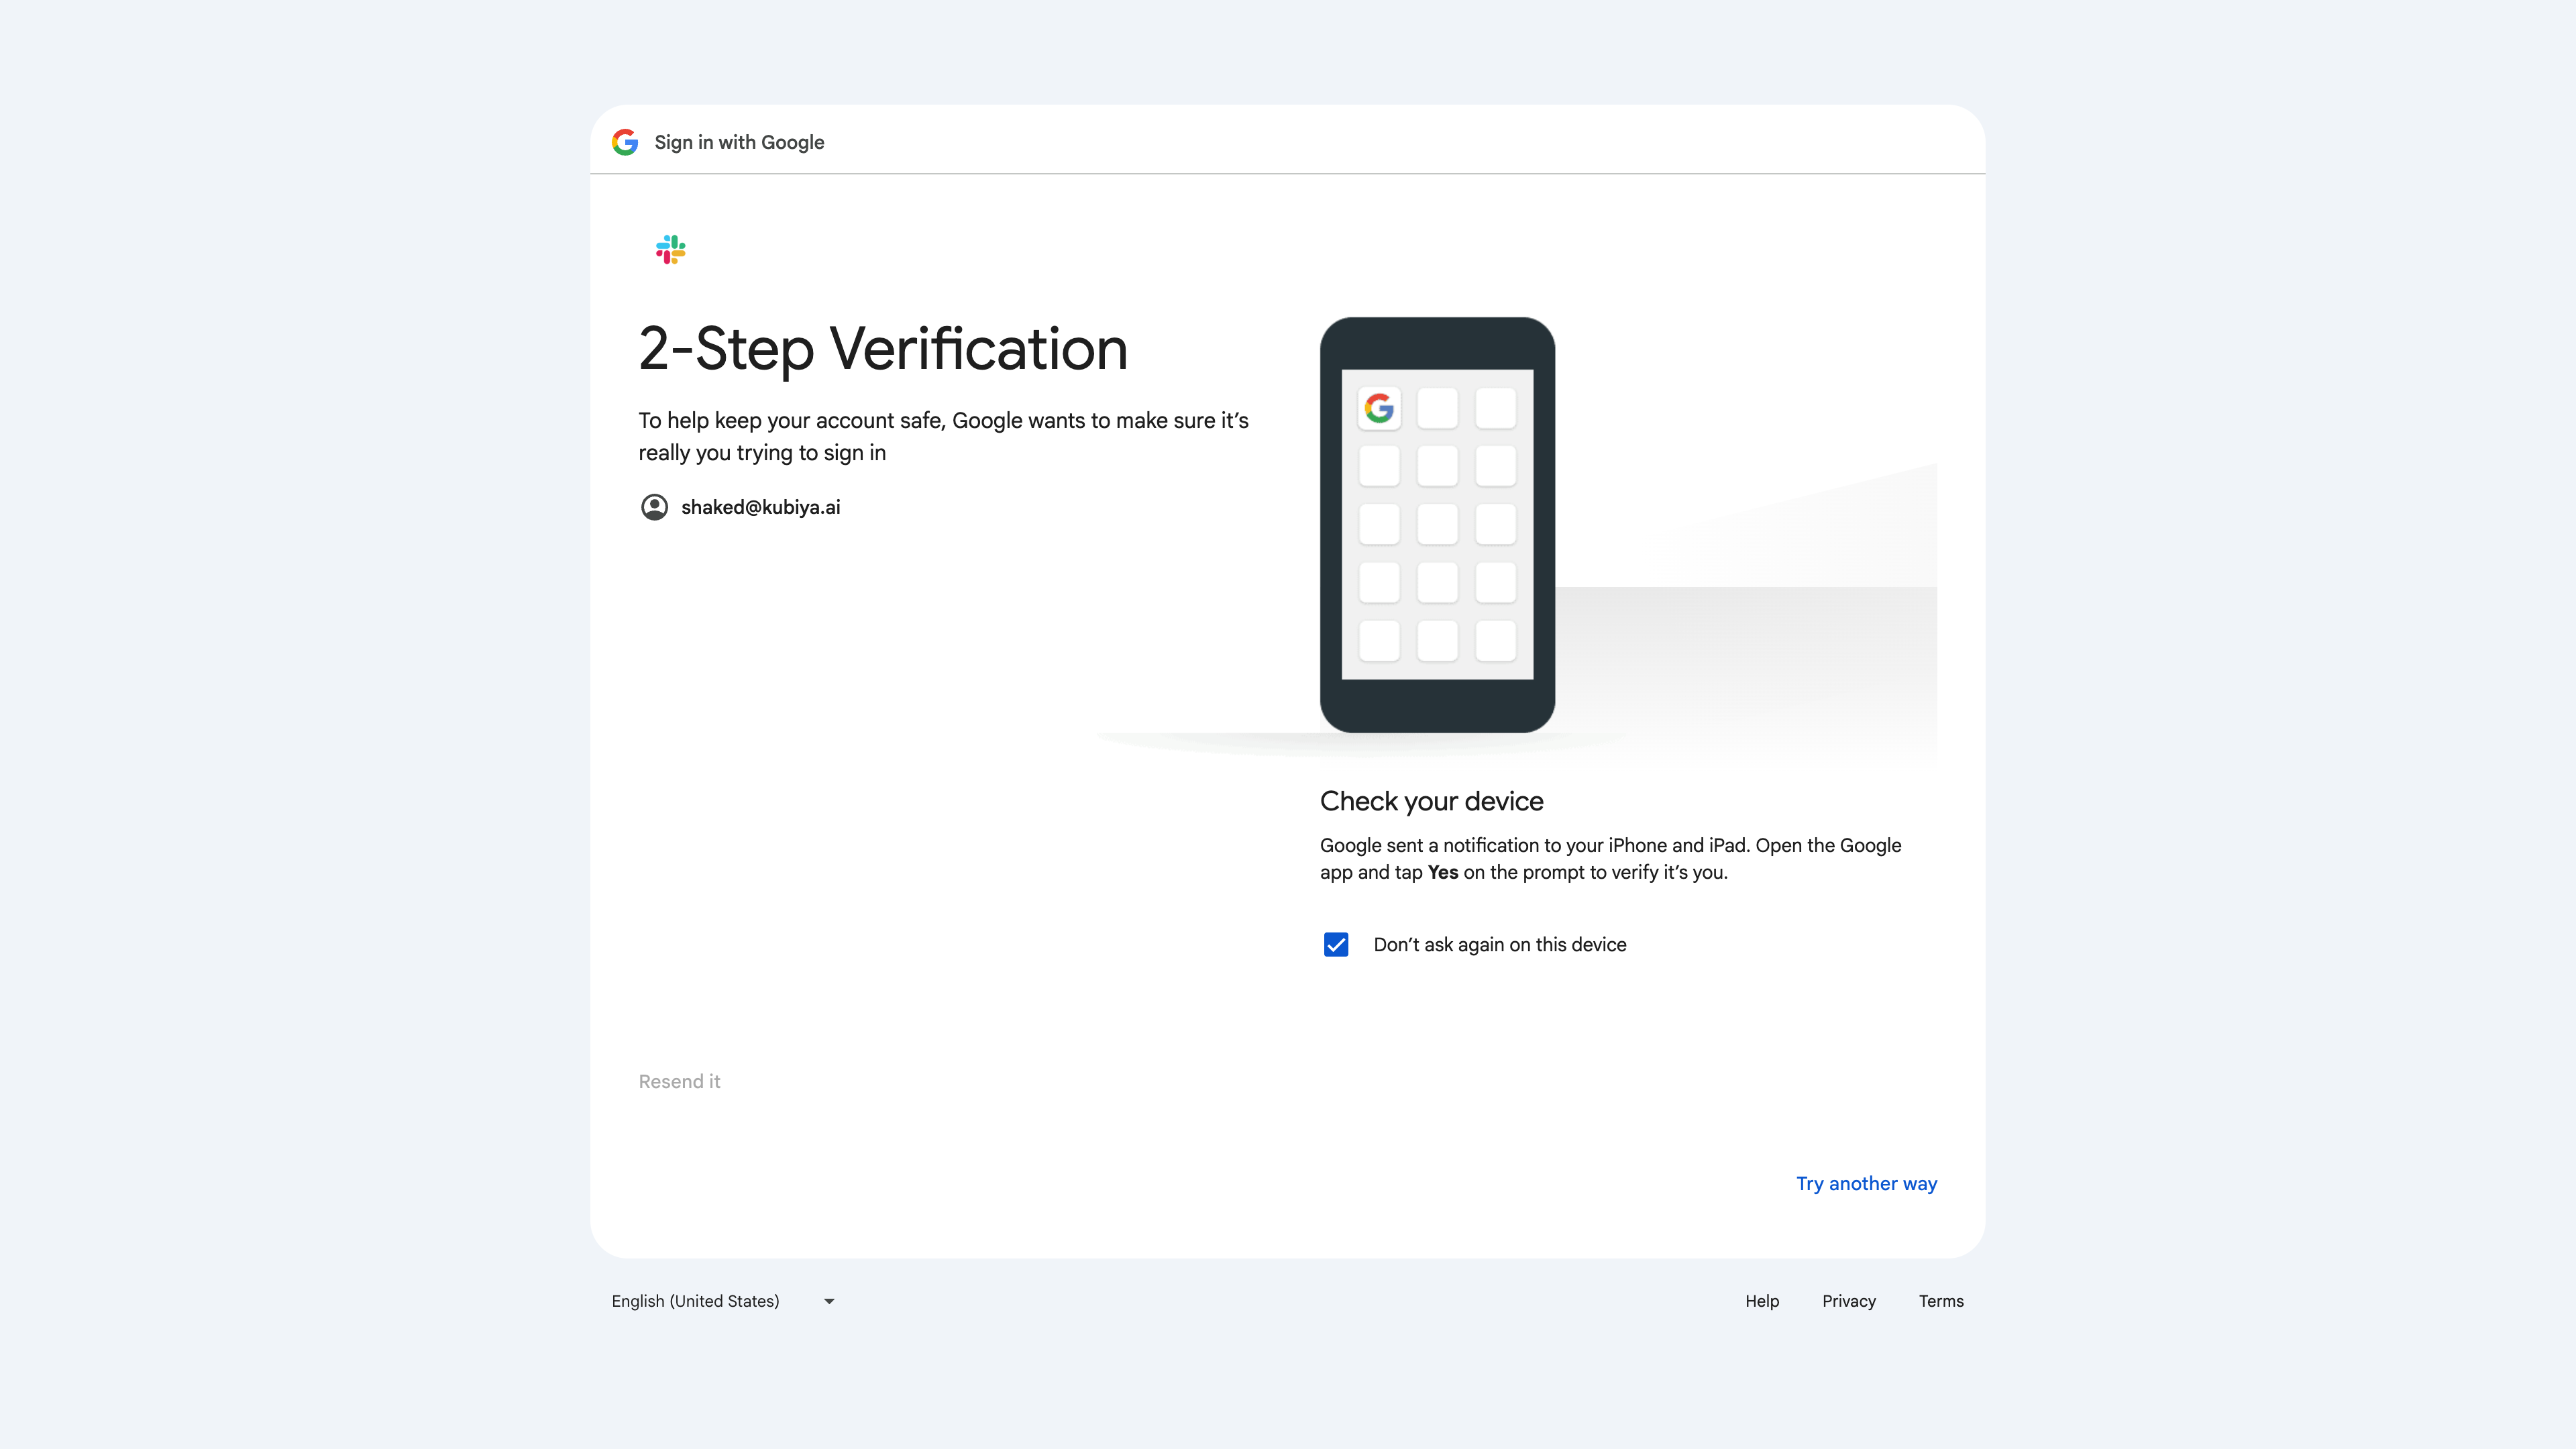 Sign in with Google
2-Step Verification
To help keep your account safe, Google wants to make sure it’s
really you trying to sign in
shaked@kubiya.ai
Check your device
Google sent a notification to your iPhone and iPad. Open the Google
app and tap Yes on the prompt to verify it’s you.
Don’t ask again on this device
Resend it
Try another way
English (United States)
Help Privacy Terms